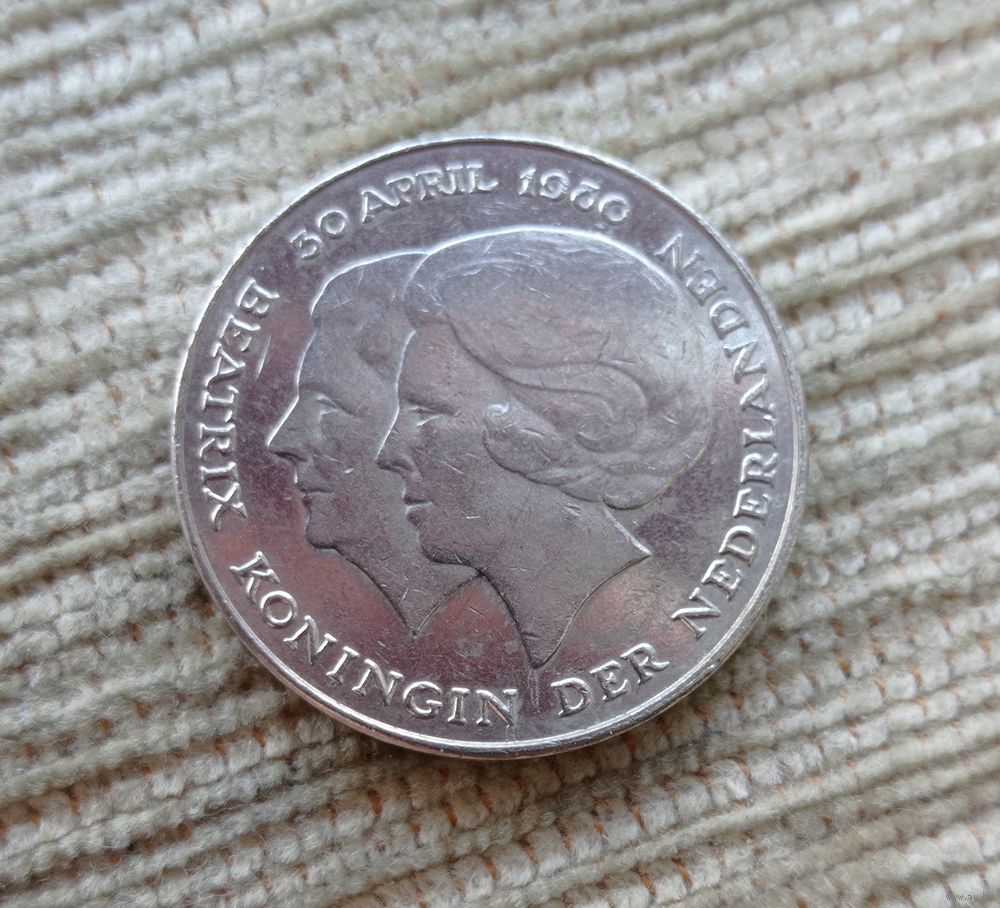 30 APRIL 1980
BEATRIX KONINGIN DER NEDERLANDEN